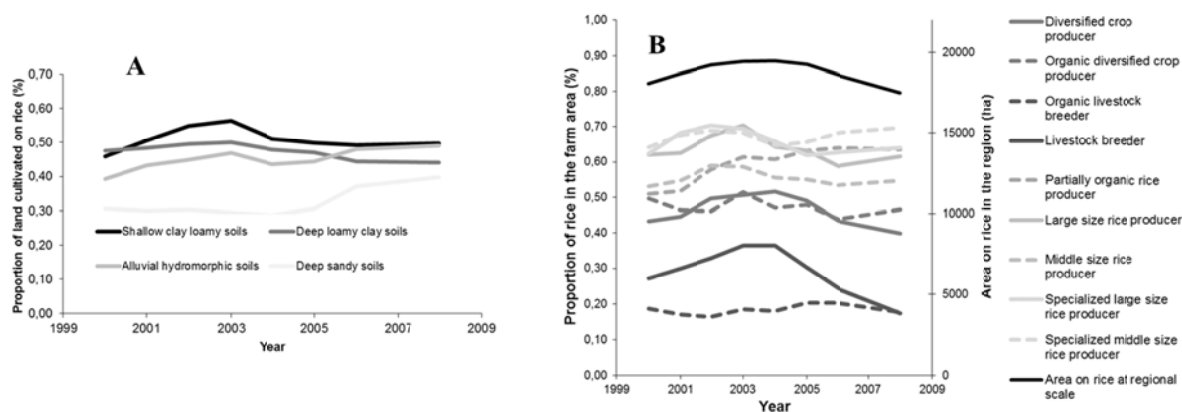 A
Proportion of land cultivated on rice (%)
0,70
0,60
0,50
0,40
0,30
0,20
0,10
0,00
Shallow clay loamy soils
Deep loamy clay soils
Alluvial hydromorphic soils
Deep sandy soils
1999
2001
2003
2005
2007
2009
Year
B
Proportion of rice in the farm area (%)
1,00
0,90
0,80
0,70
0,60
0,50
0,40
0,30
0,20
0,10
0,00
1999
2001
2003
2005
2007
2009
Year
20000
15000
10000
5000
0
Area on rice in the region (ha)
Diversified crop
producer
Organic diversified crop
producer
Organic livestock
breeder
Livestock breeder
Partially organic rice
producer
Large size rice producer
Middle size rice
producer
Specialized large size
rice producer
Specialized middle size
rice producer
Area on rice at regional
scale